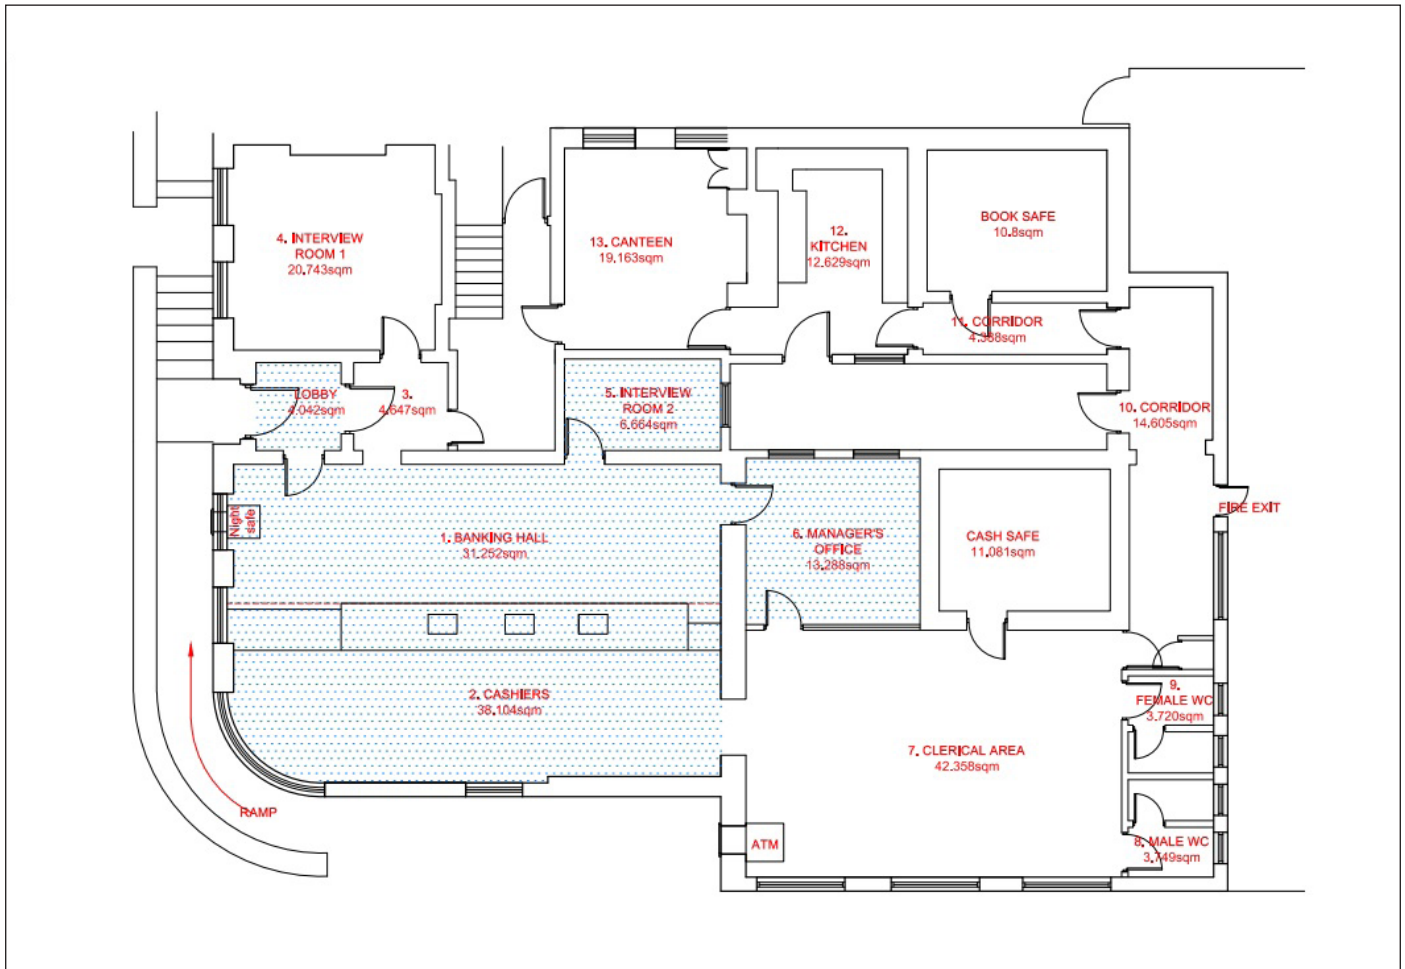 4. INTERVIEW
ROOM 1
20.743sqm
13. CANTEEN
19.163sqm
12.
KITCHEN
12.629sqm
BOOK SAFE
10.8sqm
11. CORRIDOR
4.368sqm
LOBBY
4.042sqm
3.
4.647sqm
5. INTERVIEW
ROOM 2
6.664sqm
10. CORRIDOR
14.605sqm
Night
safe
1. BANKING HALL
31.252sqm
6. MANAGER'S
OFFICE
13.288sqm
CASH SAFE
11.081sqm
FIRE EXIT
2. CASHIERS
38.104sqm
9.
FEMALE WC
3.720sqm
7. CLERICAL AREA
42.358sqm
RAMP
ATM
8. MALE WC
3.749sqm